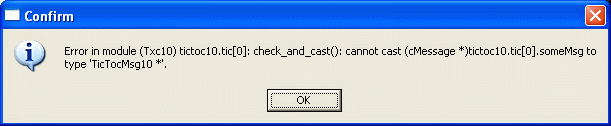 Confirm
Error in module (Txc10) tictoc10.tic[0]: check_and_cast(): cannot cast (cMessage *)tictoc10.tic[0].someMsg to
type 'TicTocMsg10 *'.
OK